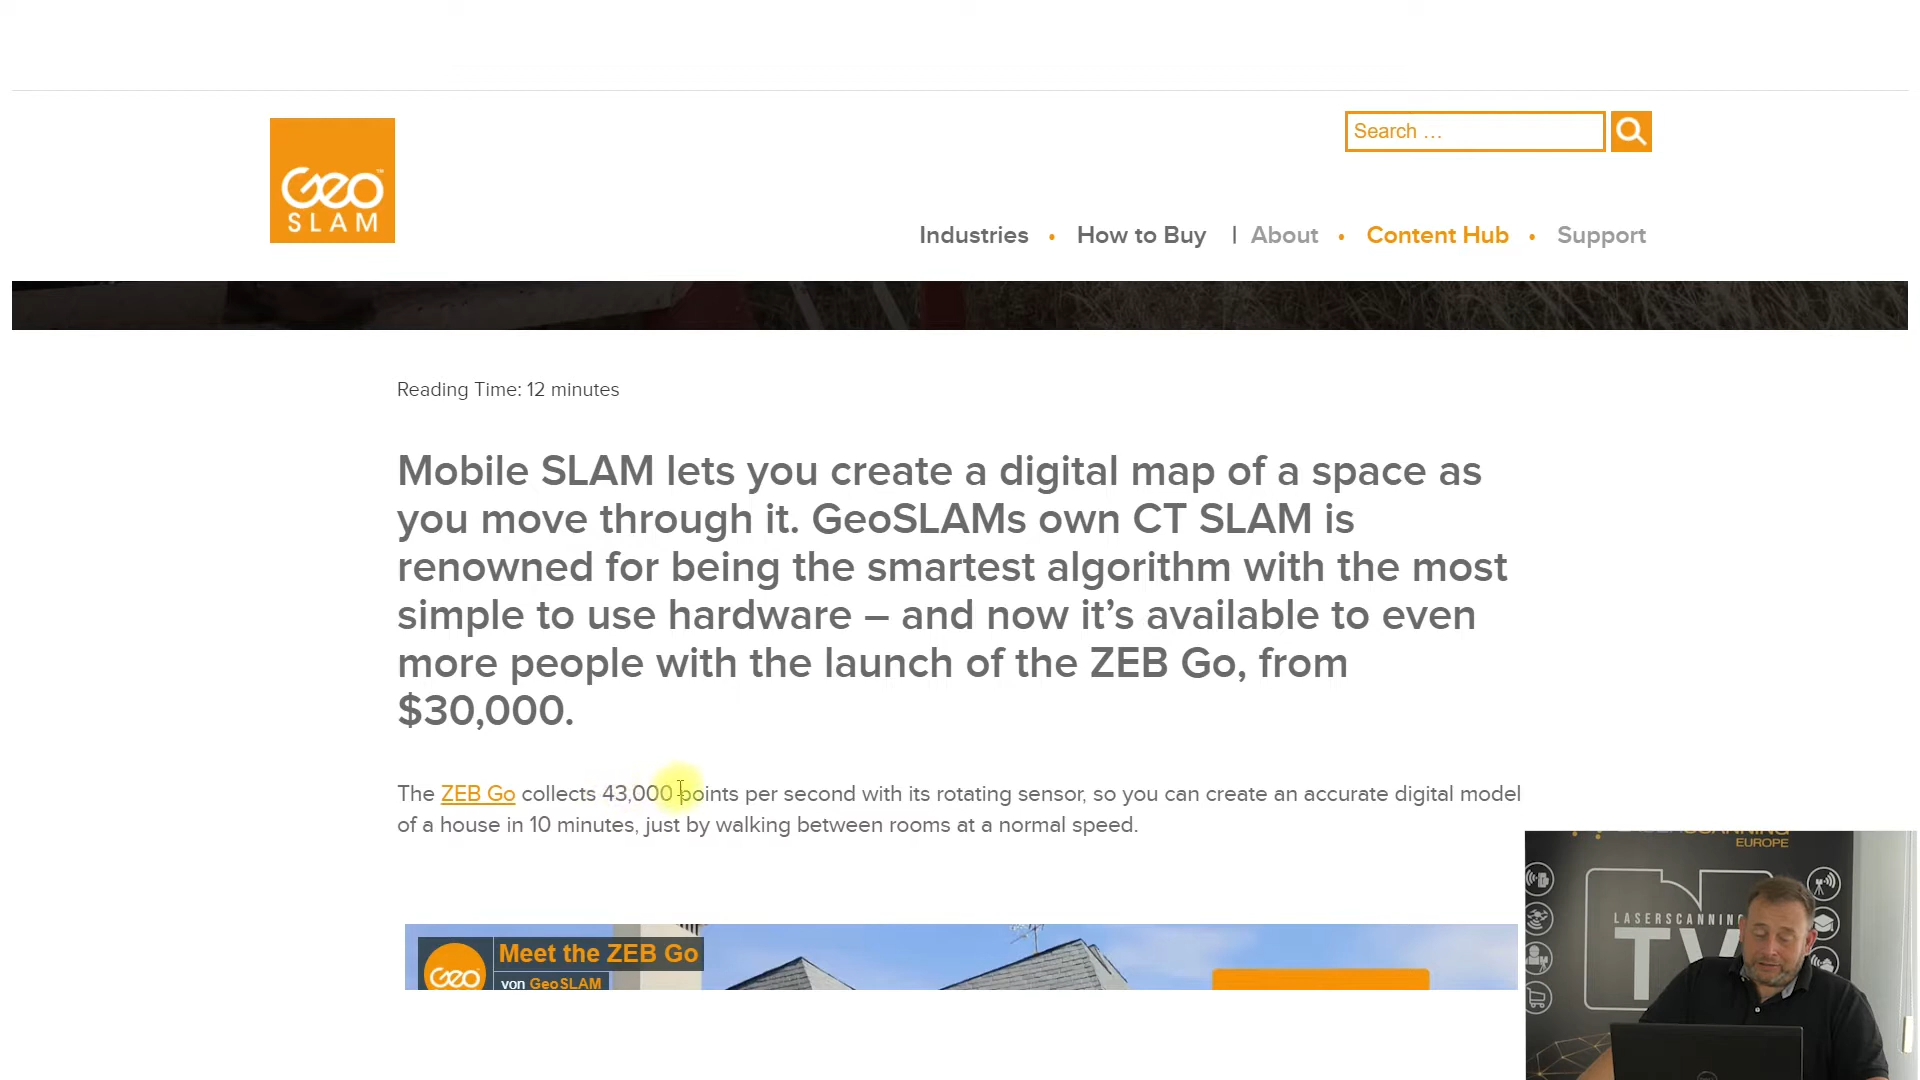 Search …
Geo
SLAM
Industries • How to Buy | About • Content Hub • Support
Reading Time: 12 minutes
Mobile SLAM lets you create a digital map of a space as
you move through it. GeoSLAMs own CT SLAM is
renowned for being the smartest algorithm with the most
simple to use hardware – and now it’s available to even
more people with the launch of the ZEB Go, from
$30,000.
The ZEB Go collects 43,000 points per second with its rotating sensor, so you can create an accurate digital model
of a house in 10 minutes, just by walking between rooms at a normal speed.
Geo
Meet the ZEB Go
von GeoSLAM
EUROPE
LASERSCANNING
TV